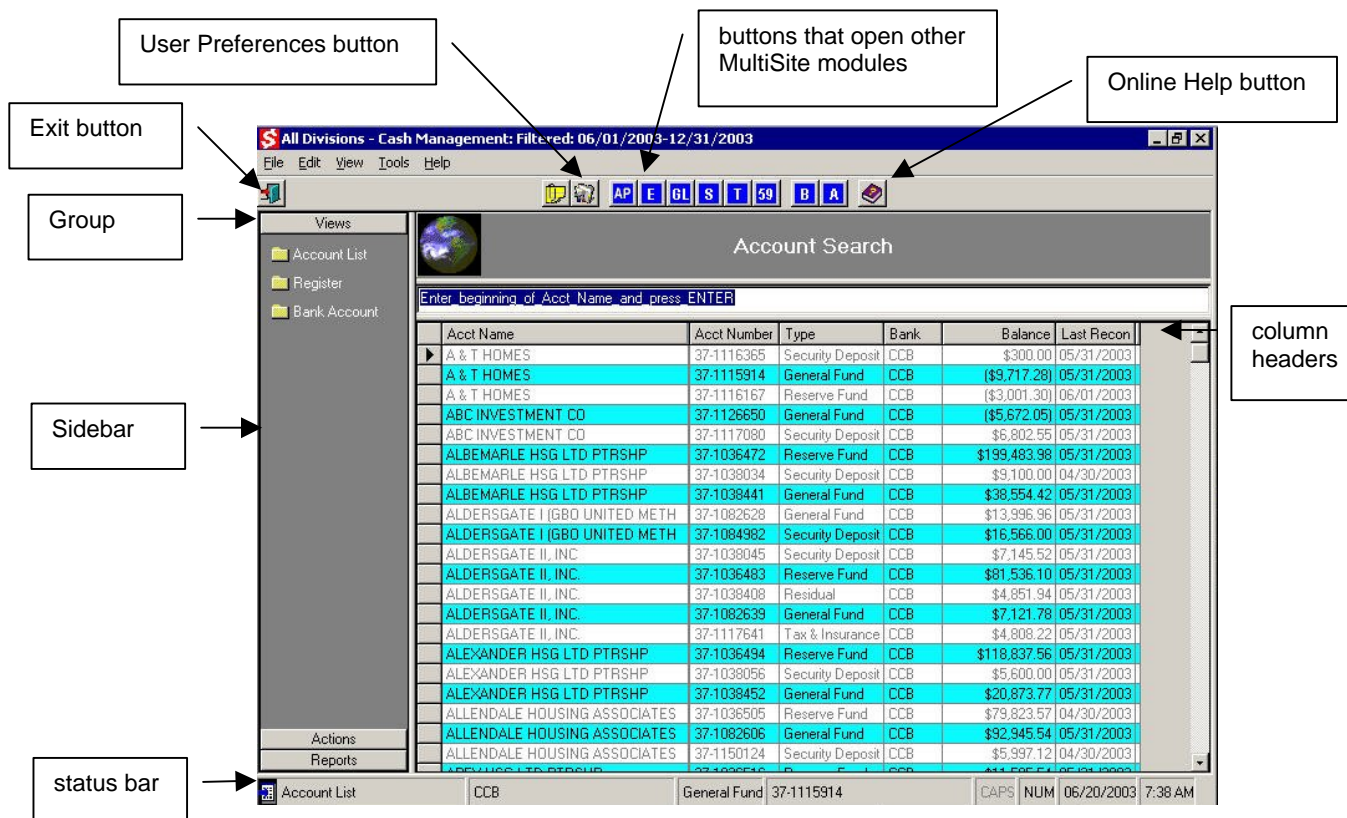 User Preferences button
buttons that open other
MultiSite modules
Online Help button
Exit button
Group
Sidebar
status bar
column
headers
All Divisions - Cash Management: Filtered: 06/01/2003-12/31/2003
File Edit View Tools Help
AP E GL S T 59 B A
Views
Account List
Register
Bank Account
Actions
Reports
Account Search
Enter_beginning_of_Acct_Name_and_press_ENTER
Acct Name Acct Number Type Bank Balance Last Recon
A & T HOMES 37-1116365 Security Deposit CCB $300.00 05/31/2003
A & T HOMES 37-1115914 General Fund CCB ($9,717.28) 05/31/2003
A & T HOMES 37-1116167 Reserve Fund CCB ($3,001.30) 06/01/2003
ABC INVESTMENT CO 37-1126650 General Fund CCB ($5,672.05) 05/31/2003
ABC INVESTMENT CO 37-1117080 Security Deposit CCB $6,802.55 05/31/2003
ALBEMARLE HSG LTD PTRSHP 37-1036472 Reserve Fund CCB $199,483.98 05/31/2003
ALBEMARLE HSG LTD PTRSHP 37-1038034 Security Deposit CCB $9,100.00 04/30/2003
ALBEMARLE HSG LTD PTRSHP 37-1038441 General Fund CCB $38,554.42 05/31/2003
ALDERSGATE I (GBO UNITED METH 37-1082628 General Fund CCB $13,996.96 05/31/2003
ALDERSGATE I (GBO UNITED METH 37-1084982 Security Deposit CCB $16,566.00 05/31/2003
ALDERSGATE II, INC 37-1038045 Security Deposit CCB $7,145.52 05/31/2003
ALDERSGATE II, INC. 37-1036483 Reserve Fund CCB $81,536.10 05/31/2003
ALDERSGATE II, INC. 37-1038408 Residual CCB $4,851.94 05/31/2003
ALDERSGATE II, INC. 37-1082639 General Fund CCB $7,121.78 05/31/2003
ALDERSGATE II, INC. 37-1117641 Tax & Insurance CCB $4,808.22 05/31/2003
ALEXANDER HSG LTD PTRSHP 37-1036494 Reserve Fund CCB $118,837.56 05/31/2003
ALEXANDER HSG LTD PTRSHP 37-1038056 Security Deposit CCB $5,600.00 05/31/2003
ALEXANDER HSG LTD PTRSHP 37-1038452 General Fund CCB $20,873.77 05/31/2003
ALLENDALE HOUSING ASSOCIATES 37-1036505 Reserve Fund CCB $79,823.57 04/30/2003
ALLENDALE HOUSING ASSOCIATES 37-1082606 General Fund CCB $92,945.54 05/31/2003
ALLENDALE HOUSING ASSOCIATES 37-1150124 Security Deposit CCB $5,997.12 04/30/2003
Account List CCB General Fund 37-1115914 CAPS NUM 06/20/2003 7:38 AM